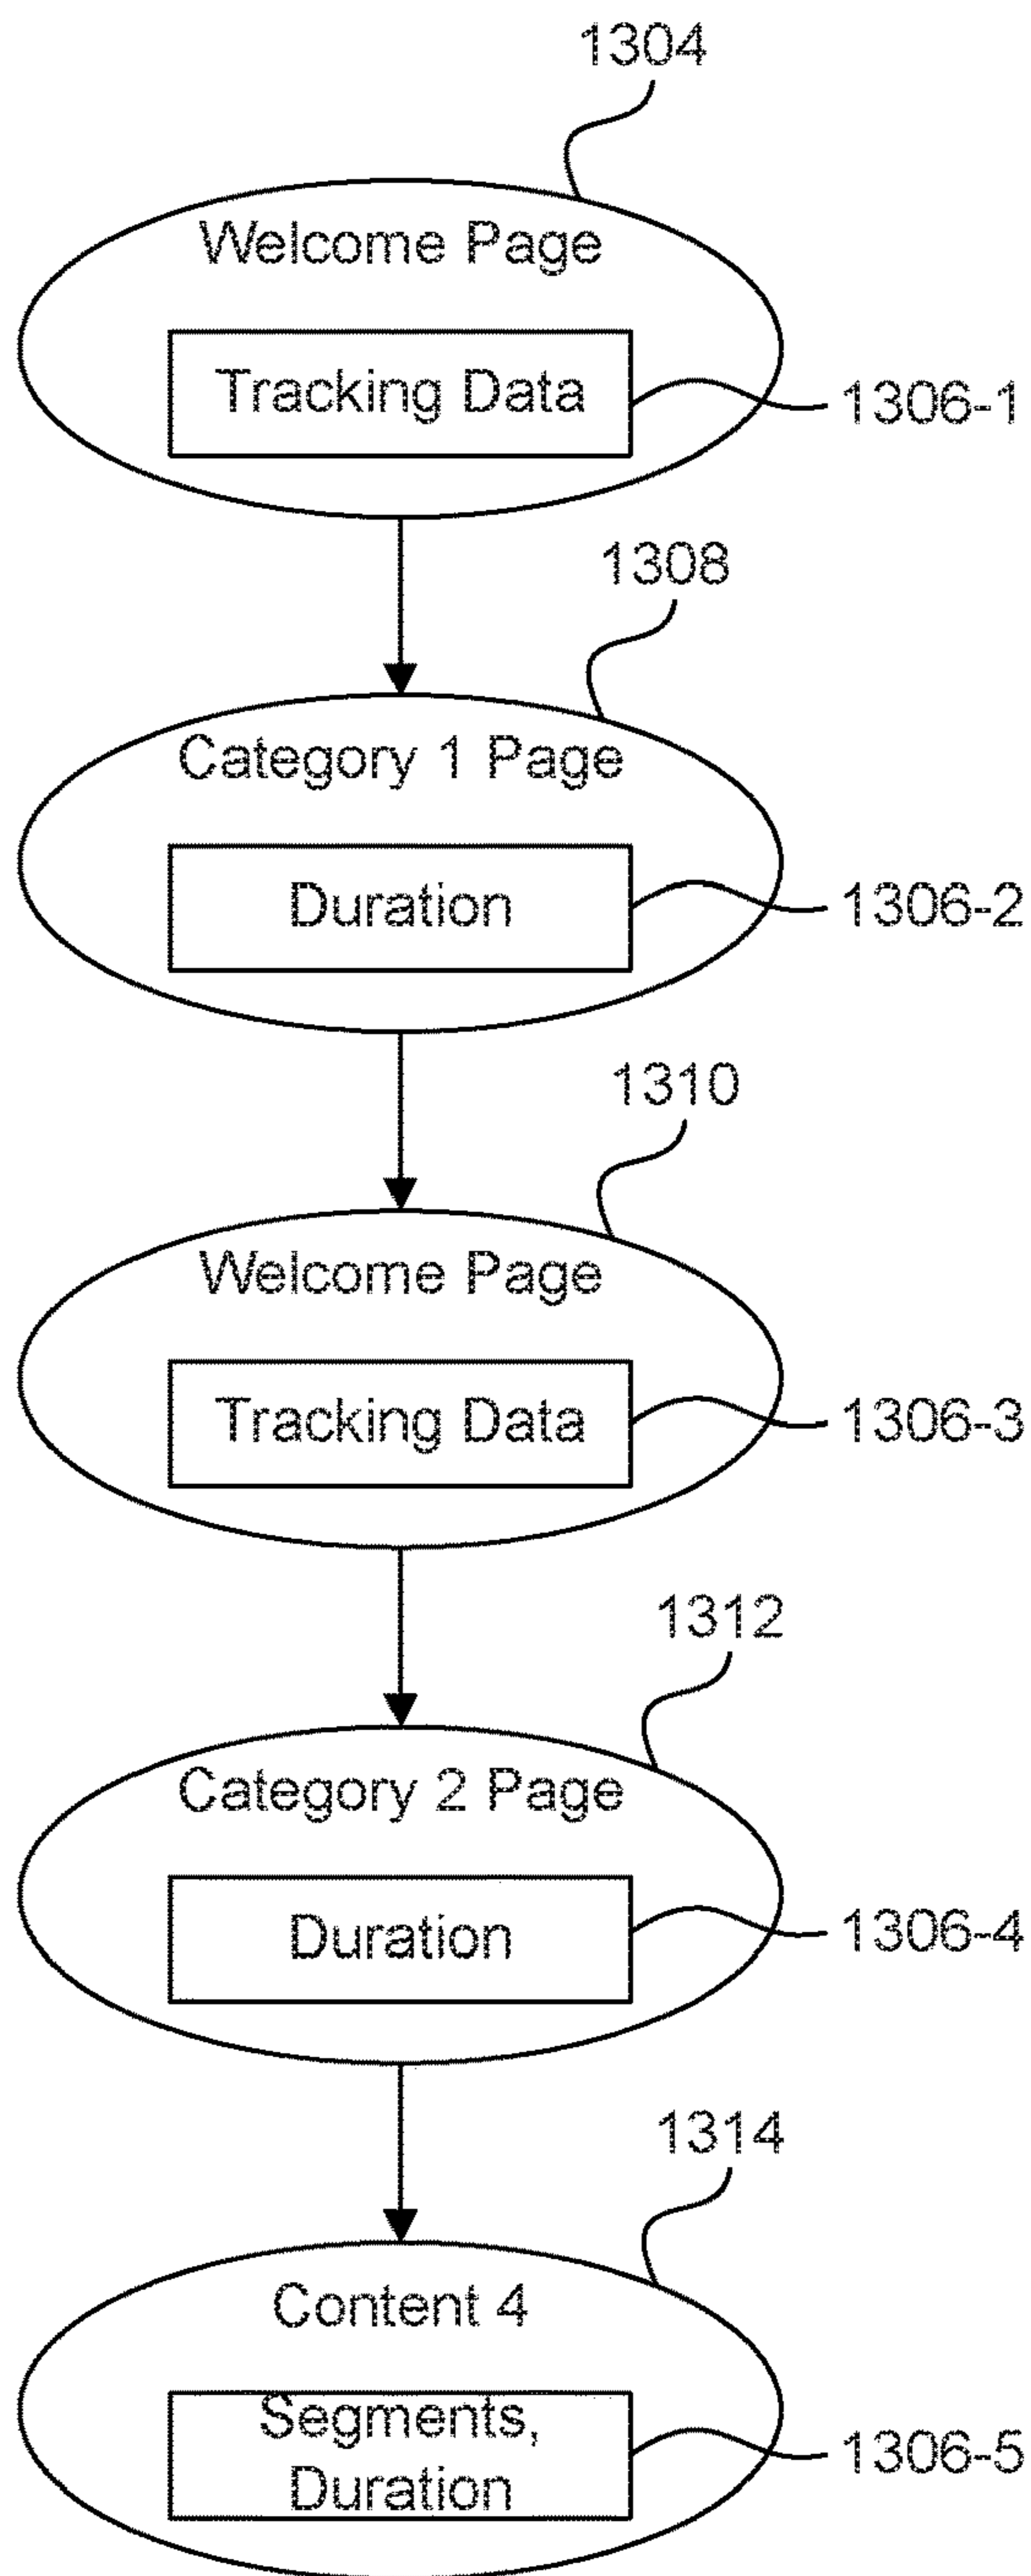 1304
Welcome Page
Tracking Data
1306-1
1308
Category 1 Page
Duration
1306-2
1310
Welcome Page
Tracking Data
1306-3
1312
Category 2 Page
Duration
1306-4
1314
Content 4
Segments,
Duration
1306-5